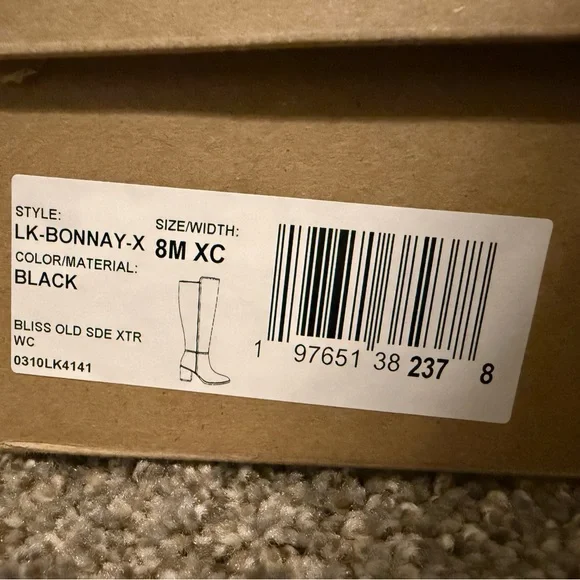 STYLE:
LK-BONNAY-X
SIZE/WIDTH:
8M XC
COLOR/MATERIAL:
BLACK
BLISS OLD SDE XTR
WC
0310LK4141
1 97651 38 237 8